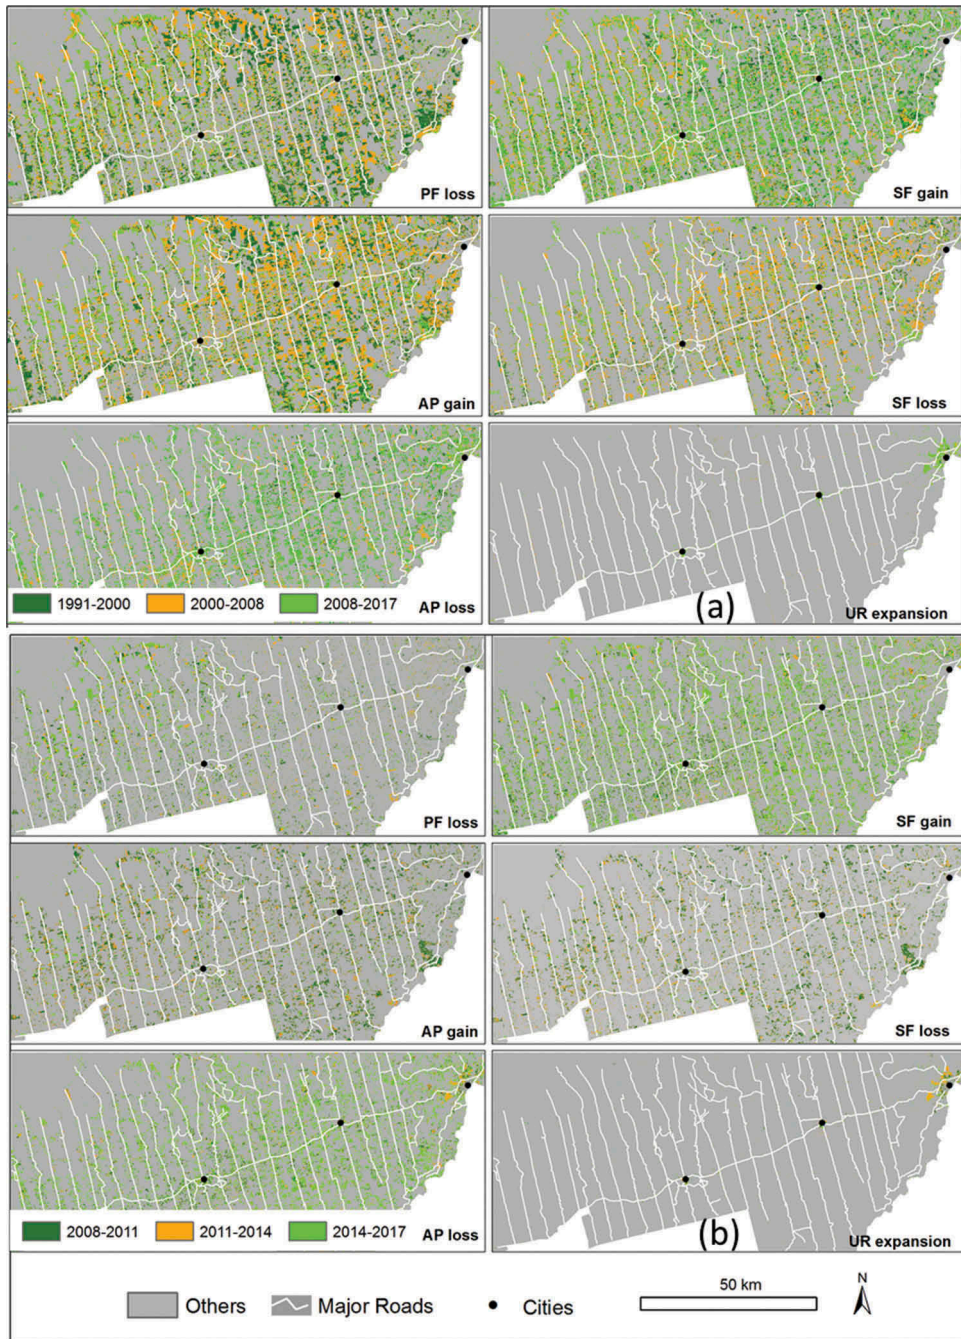 PF loss
SF gain
AP gain
SF loss
1991-2000
2000-2008
2008-2017
AP loss
(a)
UR expansion
PF loss
SF gain
AP gain
SF loss
2008-2011
2011-2014
2014-2017
AP loss
(b)
UR expansion
Others
Major Roads
Cities
50 km
N